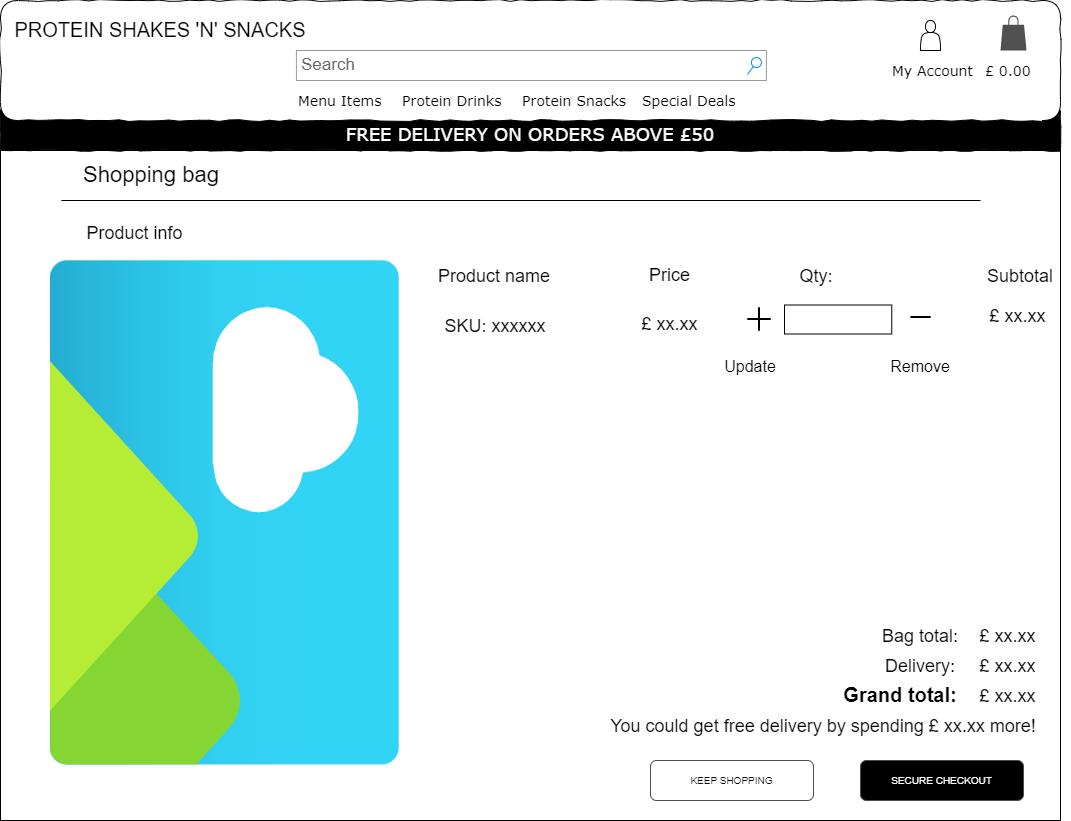 PROTEIN SHAKES 'N' SNACKS
Search
My Account £ 0.00
Menu Items Protein Drinks Protein Snacks Special Deals
FREE DELIVERY ON ORDERS ABOVE £50
Shopping bag
Product info
Product name Price Qty: Subtotal
SKU: xxxxxx £ xx.xx £ xx.xx
Update Remove
Bag total: £ xx.xx
Delivery: £ xx.xx
Grand total: £ xx.xx
You could get free delivery by spending £ xx.xx more!
KEEP SHOPPING SECURE CHECKOUT